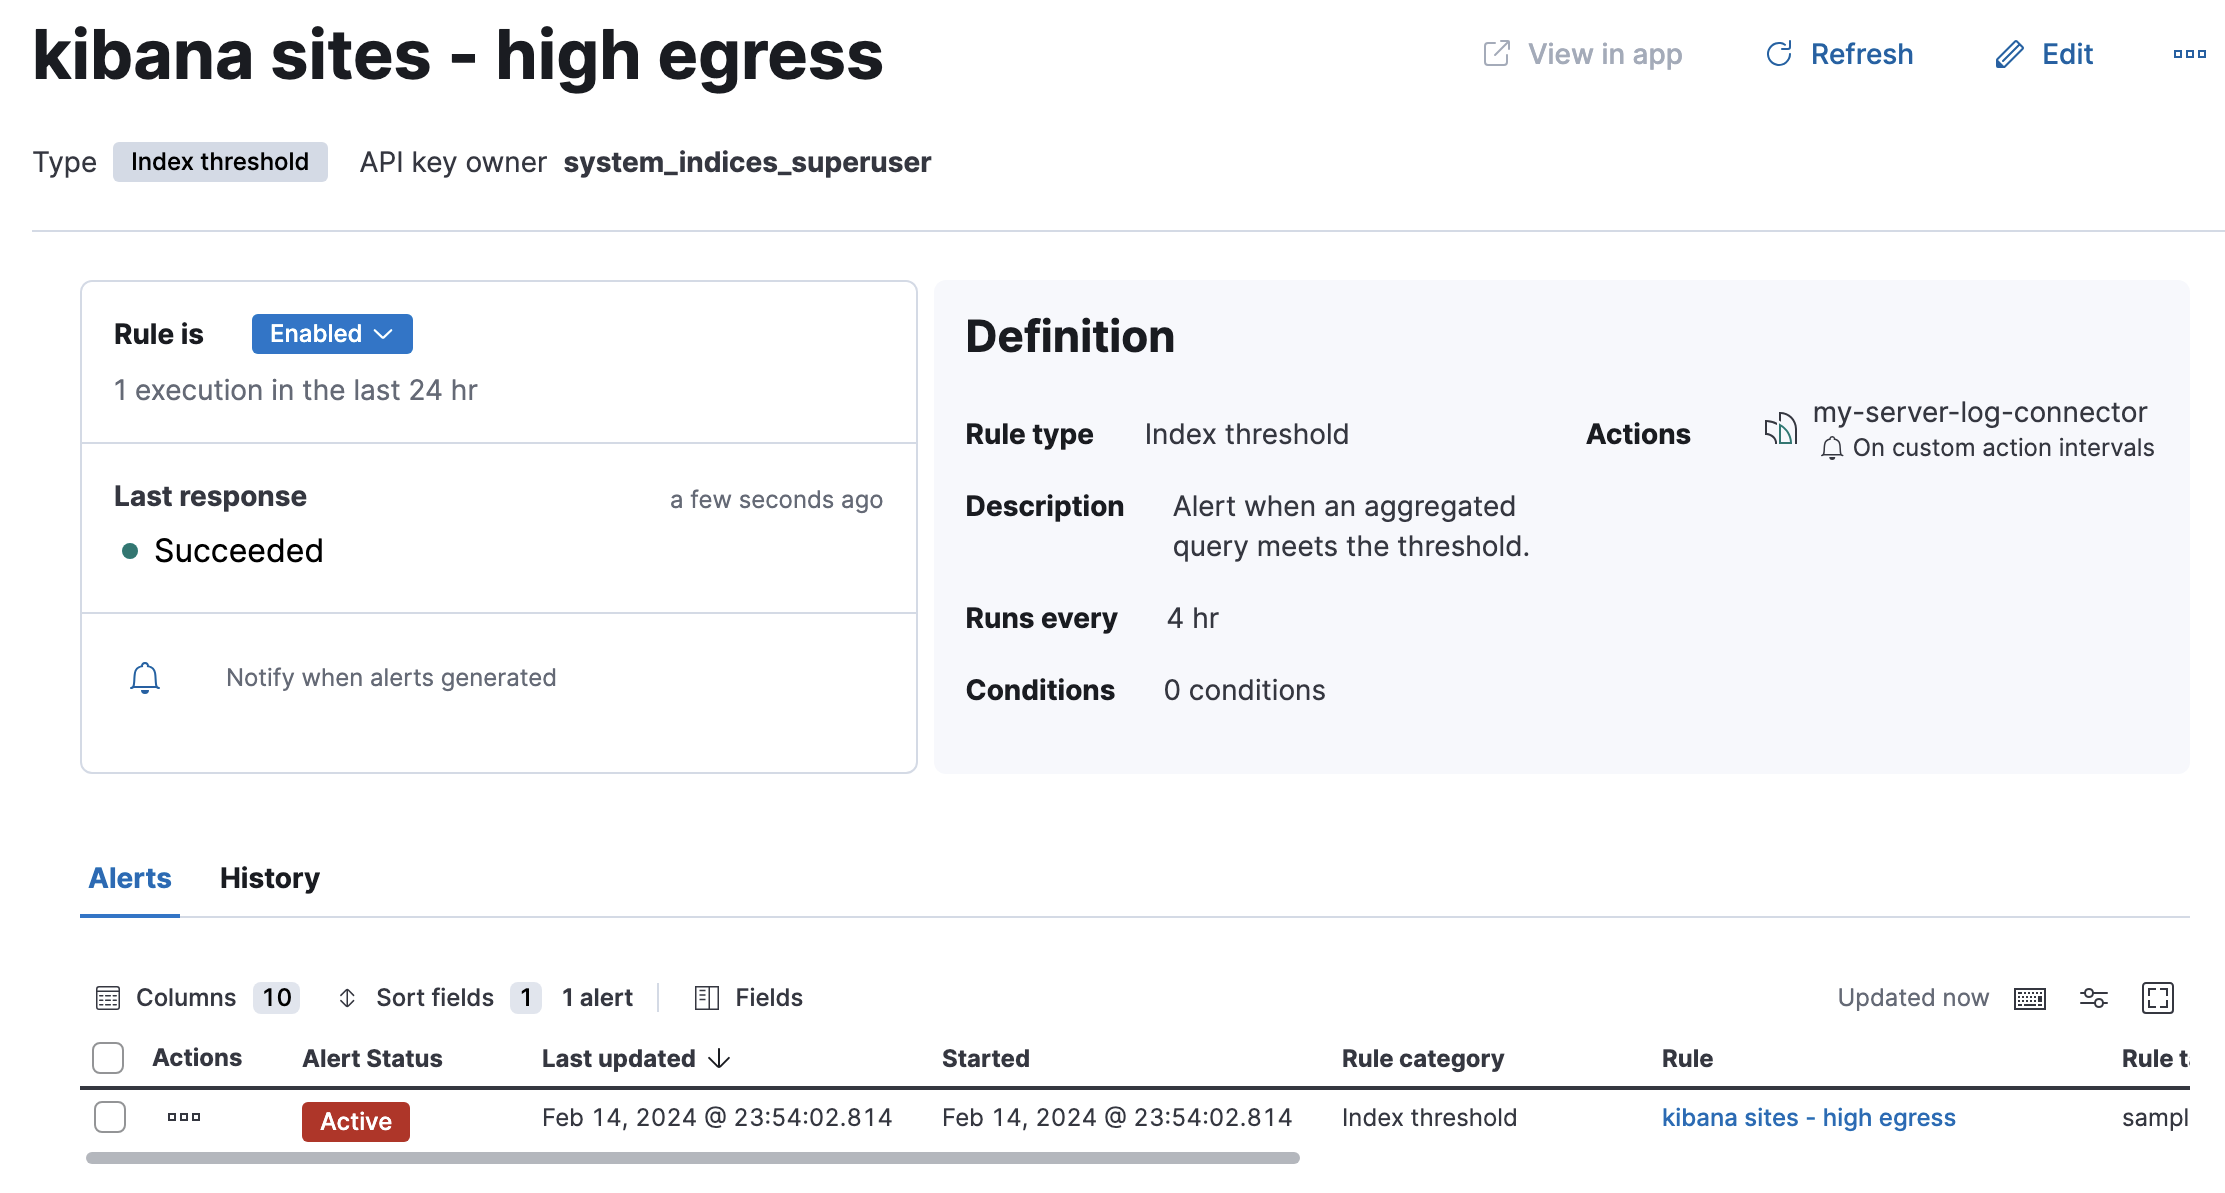 kibana sites - high egress
View in app
Refresh
Edit
Type Index threshold API key owner system_indices_superuser
Rule is Enabled
1 execution in the last 24 hr
Last response a few seconds ago
Succeeded
Notify when alerts generated
Definition
Rule type Index threshold
Description Alert when an aggregated
query meets the threshold.
Runs every 4 hr
Conditions 0 conditions
Actions my-server-log-connector
On custom action intervals
Alerts History
Columns 10 Sort fields 1 1 alert Fields Updated now
Actions Alert Status Last updated Started Rule category Rule Rule t
Active Feb 14, 2024 @ 23:54:02.814 Feb 14, 2024 @ 23:54:02.814 Index threshold kibana sites - high egress sampl